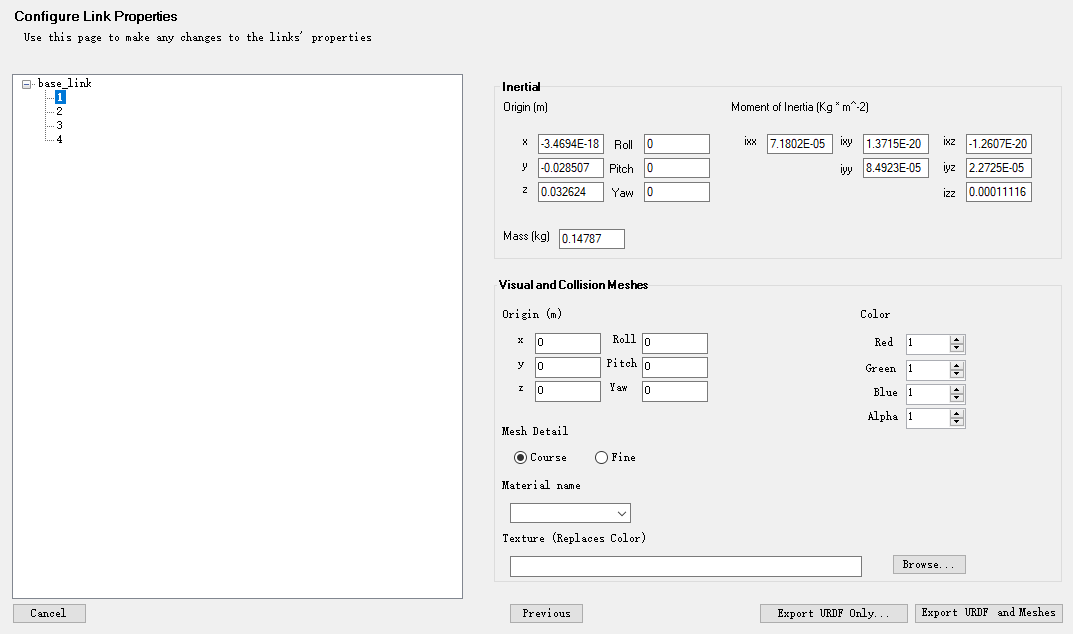 Configure Link Properties
Use this page to make any changes to the links' properties
base_link
1
2
3
4
Inertial
Origin (m)
Moment of Inertia (Kg * m^-2)
x -3.4694E-18 Roll 0 ixx 7.1802E-05 ixy 1.3715E-20 ixz -1.2607E-20
y -0.028507 Pitch 0 iyy 8.4923E-05 iyz 2.2725E-05
z 0.032624 Yaw 0 izz 0.00011116
Mass (kg) 0.14787
Visual and Collision Meshes
Origin (m) Color
x 0 Roll 0 Red 1
y 0 Pitch 0 Green 1
z 0 Yaw 0 Blue 1
Alpha 1
Mesh Detail
Course Fine
Material name
Texture (Replaces Color)
Browse...
Cancel Previous Export URDF Only... Export URDF and Meshes